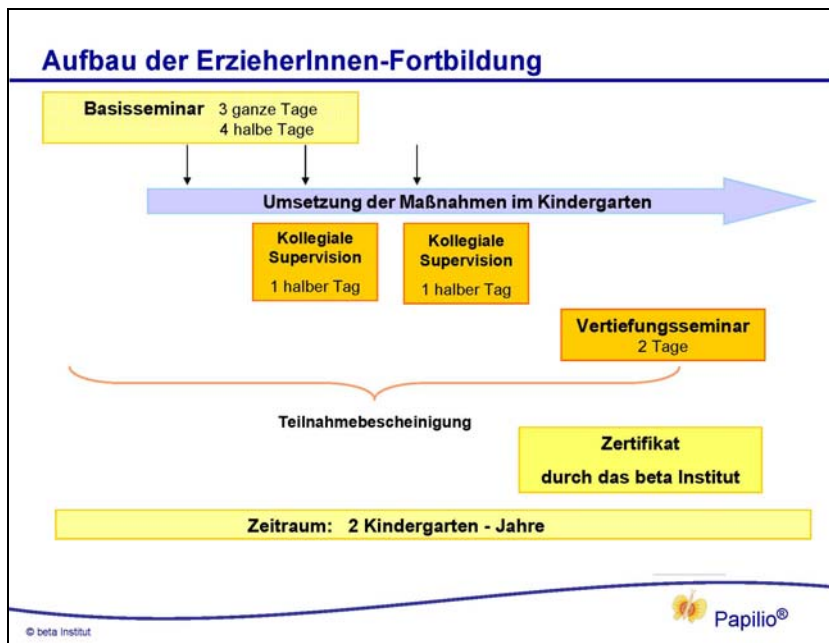 Aufbau der ErzieherInnen-Fortbildung
Basisseminar 3 ganze Tage
4 halbe Tage
Umsetzung der Maßnahmen im Kindergarten
Kollegiale
Supervision
1 halber Tag
Kollegiale
Supervision
1 halber Tag
Vertiefungsseminar
2 Tage
Teilnahmebescheinigung
Zertifikat
durch das beta Institut
Zeitraum: 2 Kindergarten - Jahre
© beta Institut
Papilio®